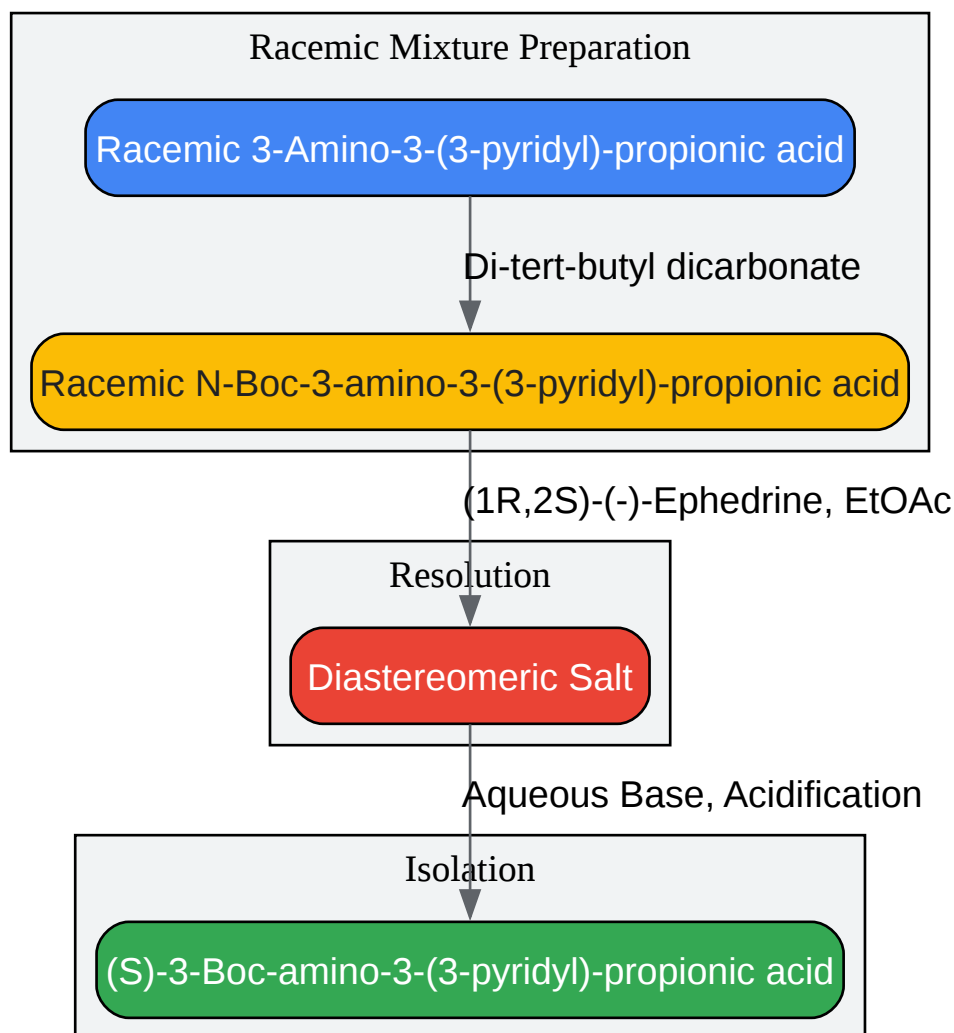 Racemic Mixture Preparation
Racemic 3-Amino-3-(3-pyridyl)-propionic acid
Di-tert-butyl dicarbonate
Racemic N-Boc-3-amino-3-(3-pyridyl)-propionic acid
(1R,2S)-(-)-Ephedrine, EtOAc
Resolution
Diastereomeric Salt
Aqueous Base, Acidification
Isolation
(S)-3-Boc-amino-3-(3-pyridyl)-propionic acid